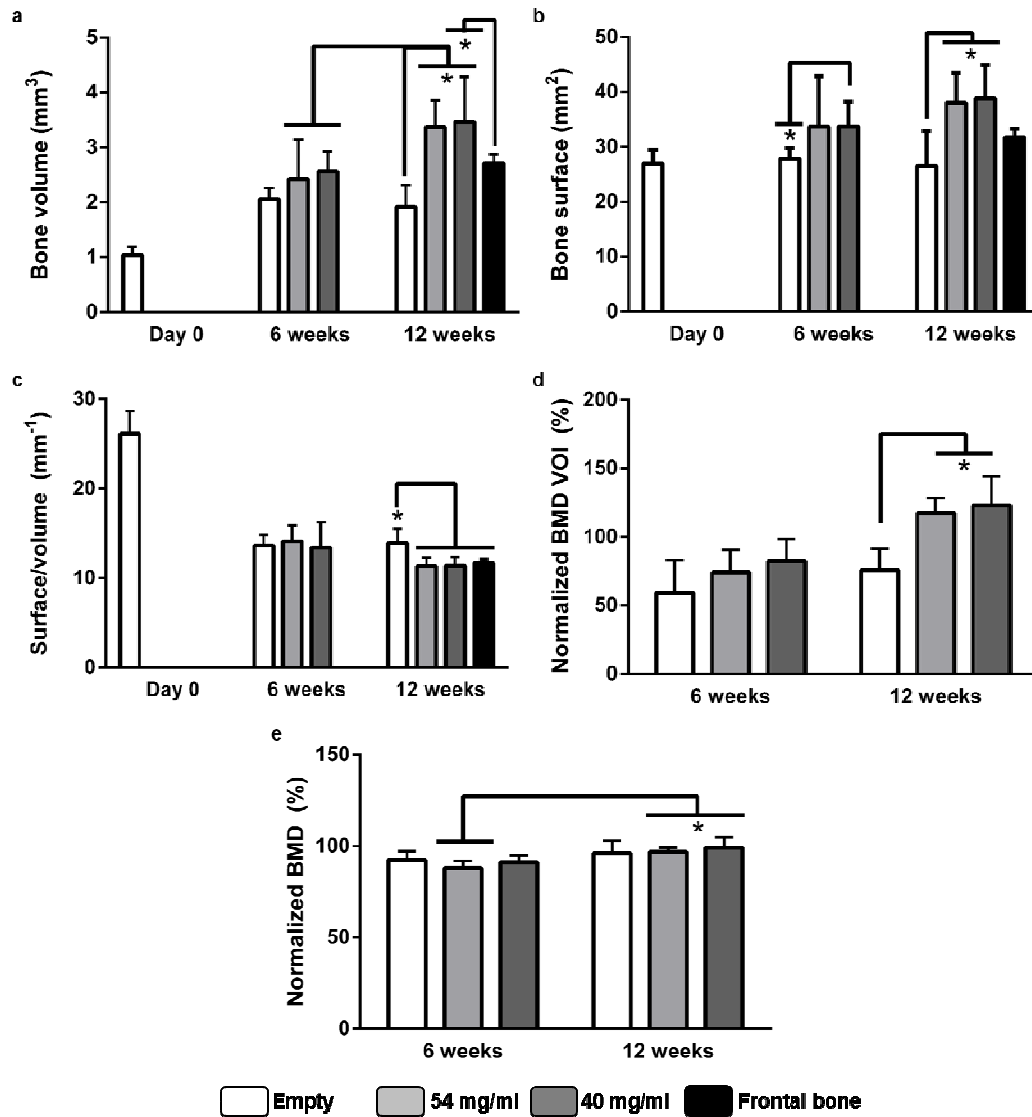 a
Bone volume (mm³)
5
4
3
2
1
0
*
*
Day 0 6 weeks 12 weeks
b
Bone surface (mm²)
50
40
30
20
10
0
*
*
Day 0 6 weeks 12 weeks
c
Surface/volume (mm⁻¹)
30
20
10
0
*
Day 0 6 weeks 12 weeks
d
Normalized BMD VOI (%)
200
150
100
50
0
*
6 weeks 12 weeks
e
Normalized BMD (%)
150
100
50
0
*
6 weeks 12 weeks
Empty 54 mg/ml 40 mg/ml Frontal bone